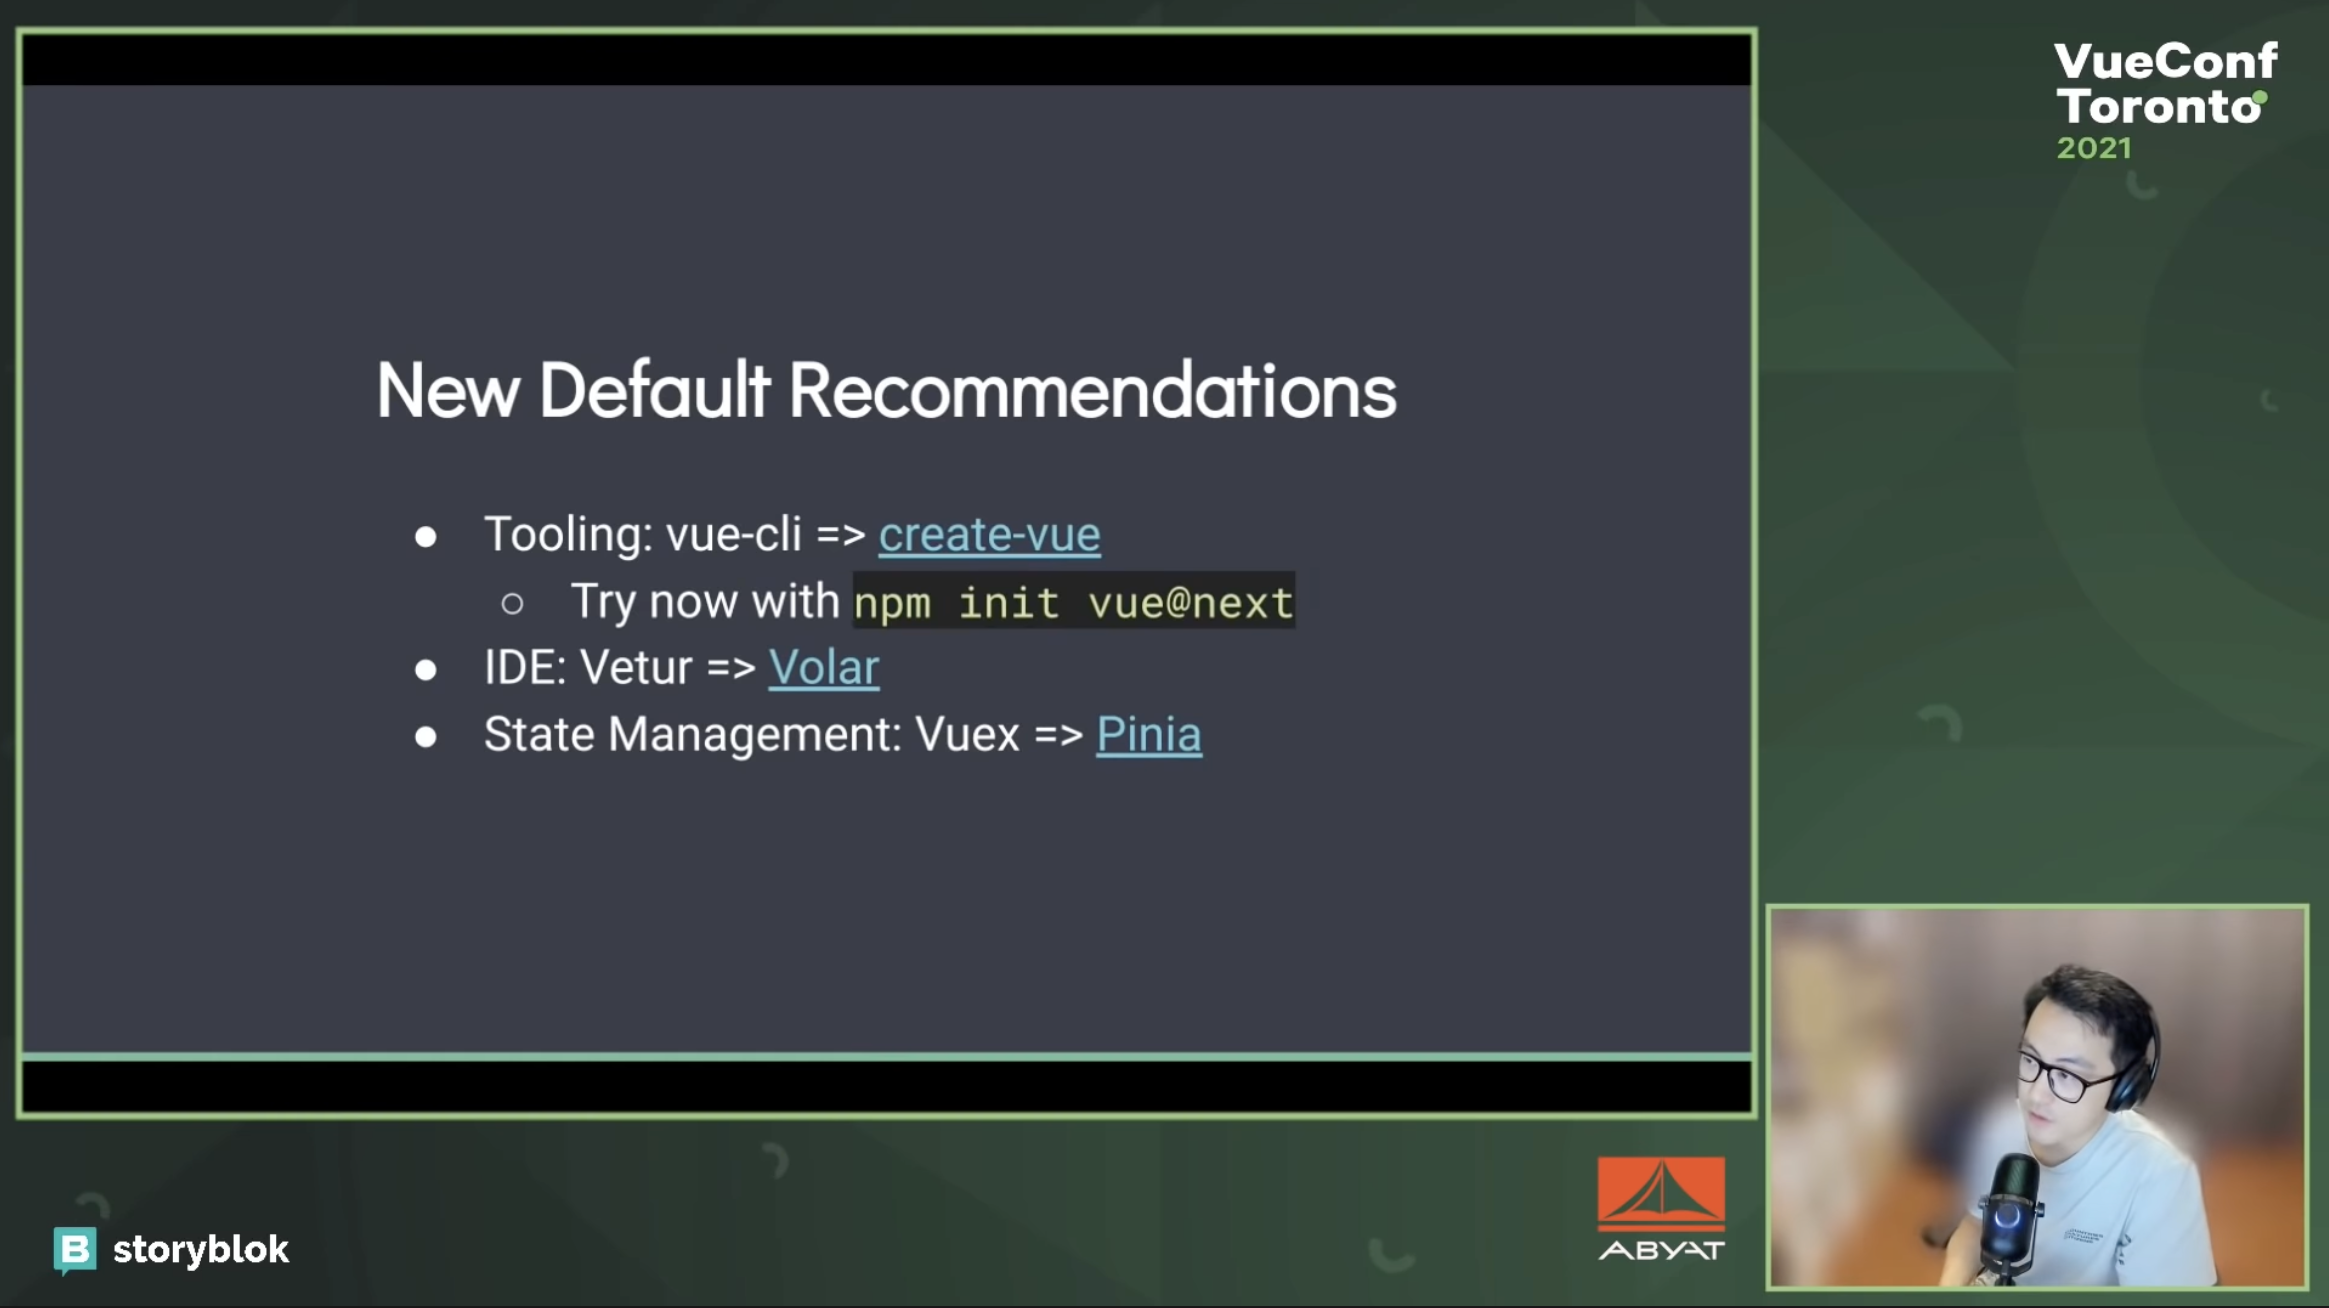 VueConf
Toronto
2021
New Default Recommendations
● Tooling: vue-cli => create-vue
○ Try now with npm init vue@next
● IDE: Vetur => Volar
● State Management: Vuex => Pinia
B storyblok
ABYAT